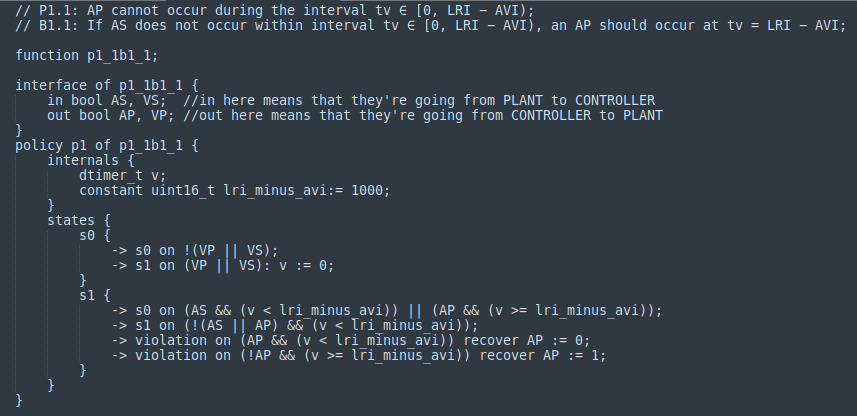 // P1.1: AP cannot occur during the interval tv ∈ [0, LRI − AVI);
// B1.1: If AS does not occur within interval tv ∈ [0, LRI − AVI), an AP should occur at tv = LRI − AVI;
function p1_1b1_1;
interface of p1_1b1_1 {
in bool AS, VS;  //in here means that they're going from PLANT to CONTROLLER
out bool AP, VP; //out here means that they're going from CONTROLLER to PLANT
}
policy p1 of p1_1b1_1 {
internals {
dtimer_t v;
constant uint16_t lri_minus_avi:= 1000;
}
states {
s0 {
-> s0 on !(VP || VS);
-> s1 on (VP || VS): v := 0;
}
s1 {
-> s0 on (AS && (v < lri_minus_avi)) || (AP && (v >= lri_minus_avi));
-> s1 on (!(AS || AP) && (v < lri_minus_avi));
-> violation on (AP && (v < lri_minus_avi)) recover AP := 0;
-> violation on (!AP && (v >= lri_minus_avi)) recover AP := 1;
}
}
}